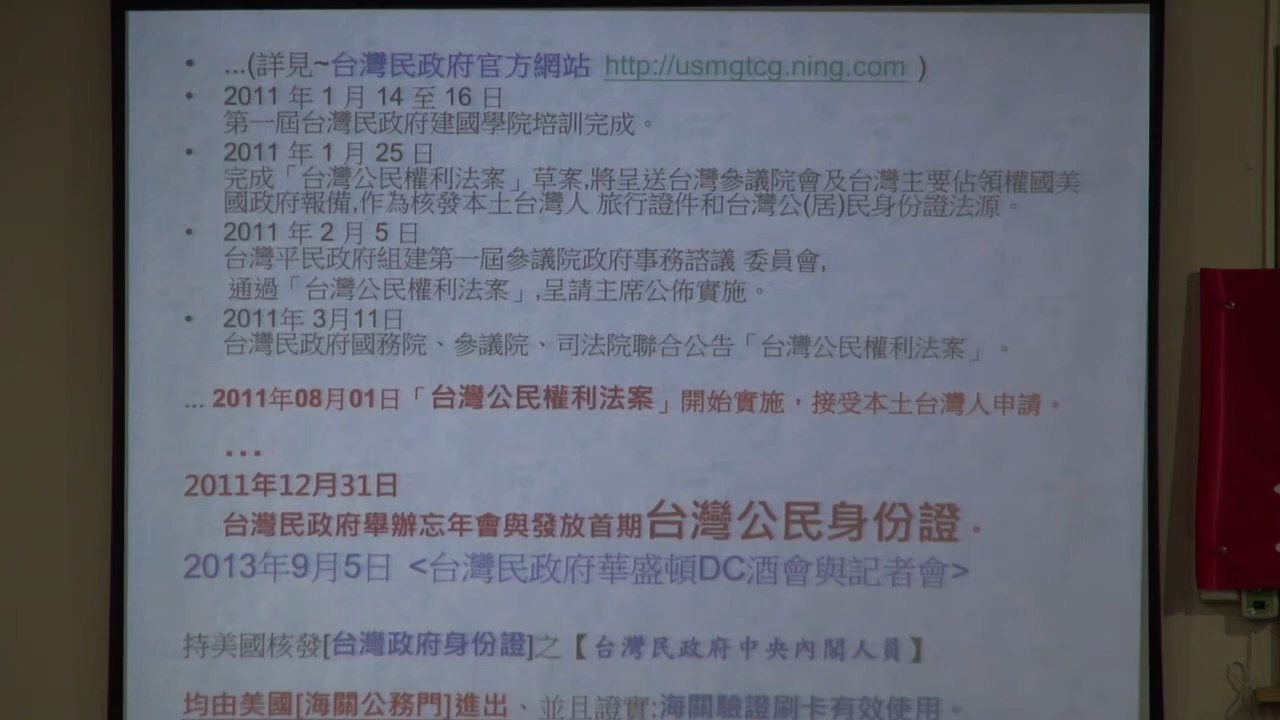 • ...(詳見~台灣民政府官方網站 http://usmgtcg.ning.com )
• 2011 年 1 月 14 至 16 日
第一屆台灣民政府建國學院培訓完成。
• 2011 年 1 月 25 日
完成「台灣公民權利法案」草案,將呈送台灣參議院會及台灣主要佔領權國美
國政府報備,作為核發本土台灣人 旅行證件和台灣公(居)民身份證法源。
• 2011 年 2 月 5 日
台灣平民政府組建第一屆參議院政府事務諮議 委員會,
通過「台灣公民權利法案」,呈請主席公佈實施。
• 2011年 3月11日
台灣民政府國務院、參議院、司法院聯合公告「台灣公民權利法案」。
... 2011年08月01日「台灣公民權利法案」開始實施，接受本土台灣人申請。
...
2011年12月31日
台灣民政府舉辦忘年會與發放首期台灣公民身份證。
2013年9月5日 <台灣民政府華盛頓DC酒會與記者會>
持美國核發[台灣政府身份證]之【台灣民政府中央內閣人員】
均由美國[海關公務門]進出、並且證實:海關驗證刷卡有效使用。